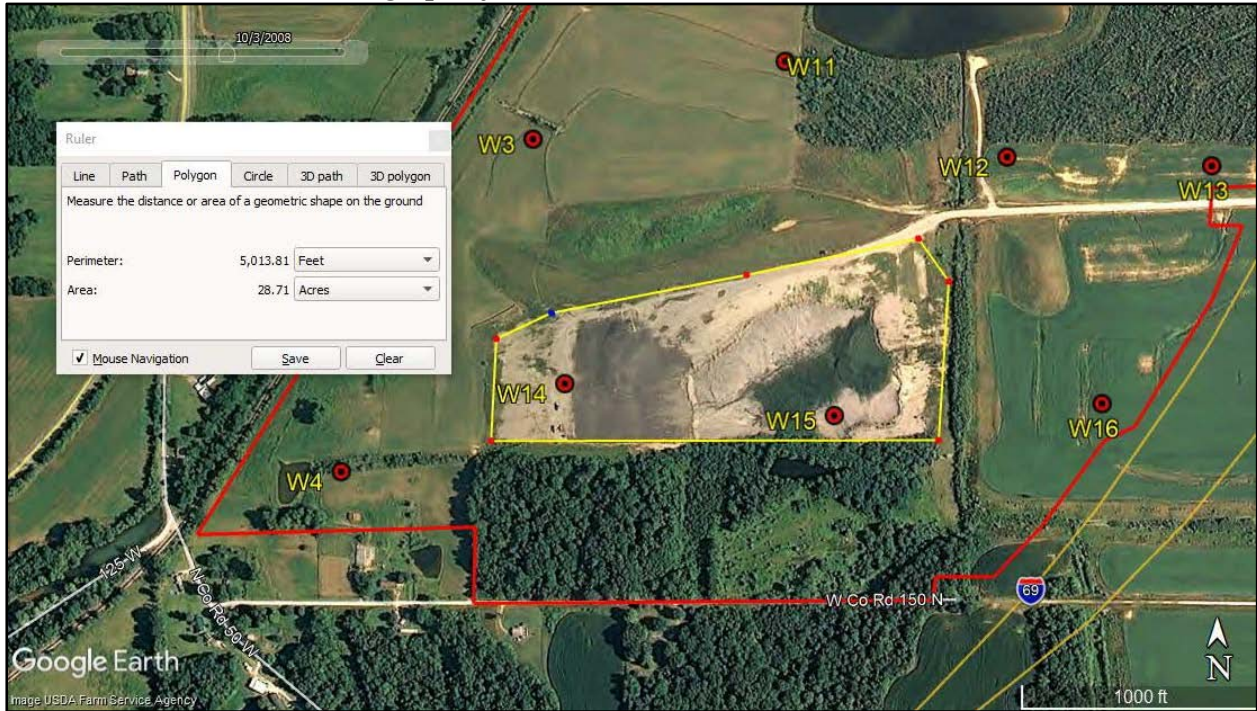 10/3/2008
Ruler
Line Path Polygon Circle 3D path 3D polygon
Measure the distance or area of a geometric shape on the ground
Perimeter: 5,013.81 Feet
Area: 28.71 Acres
Mouse Navigation Save Clear
W11
W3
W12
W13
W14
W15
W16
W4
125-W
N Co Rd 50-W
W Co Rd 150 N
69
Google Earth
Image USDA Farm Service Agency
N
1000 ft